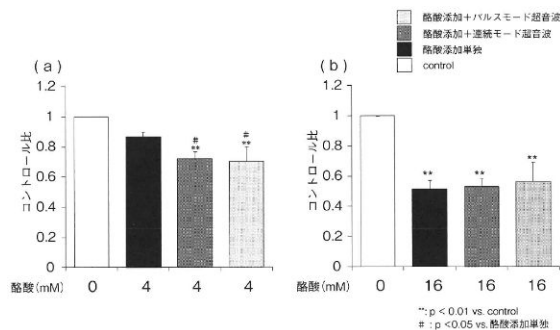 酪酸添加+パルスモード超音波
酪酸添加+連続モード超音波
酪酸添加単独
control
(a)
コントロール比
1.2
1
0.8
0.6
0.4
0.2
0
#
**
#
**
酪酸(mM) 0 4 4 4
(b)
コントロール比
1.2
1
0.8
0.6
0.4
0.2
0
**
**
**
酪酸(mM) 0 16 16 16
**: p < 0.01 vs. control
# : p <0.05 vs.酪酸添加単独